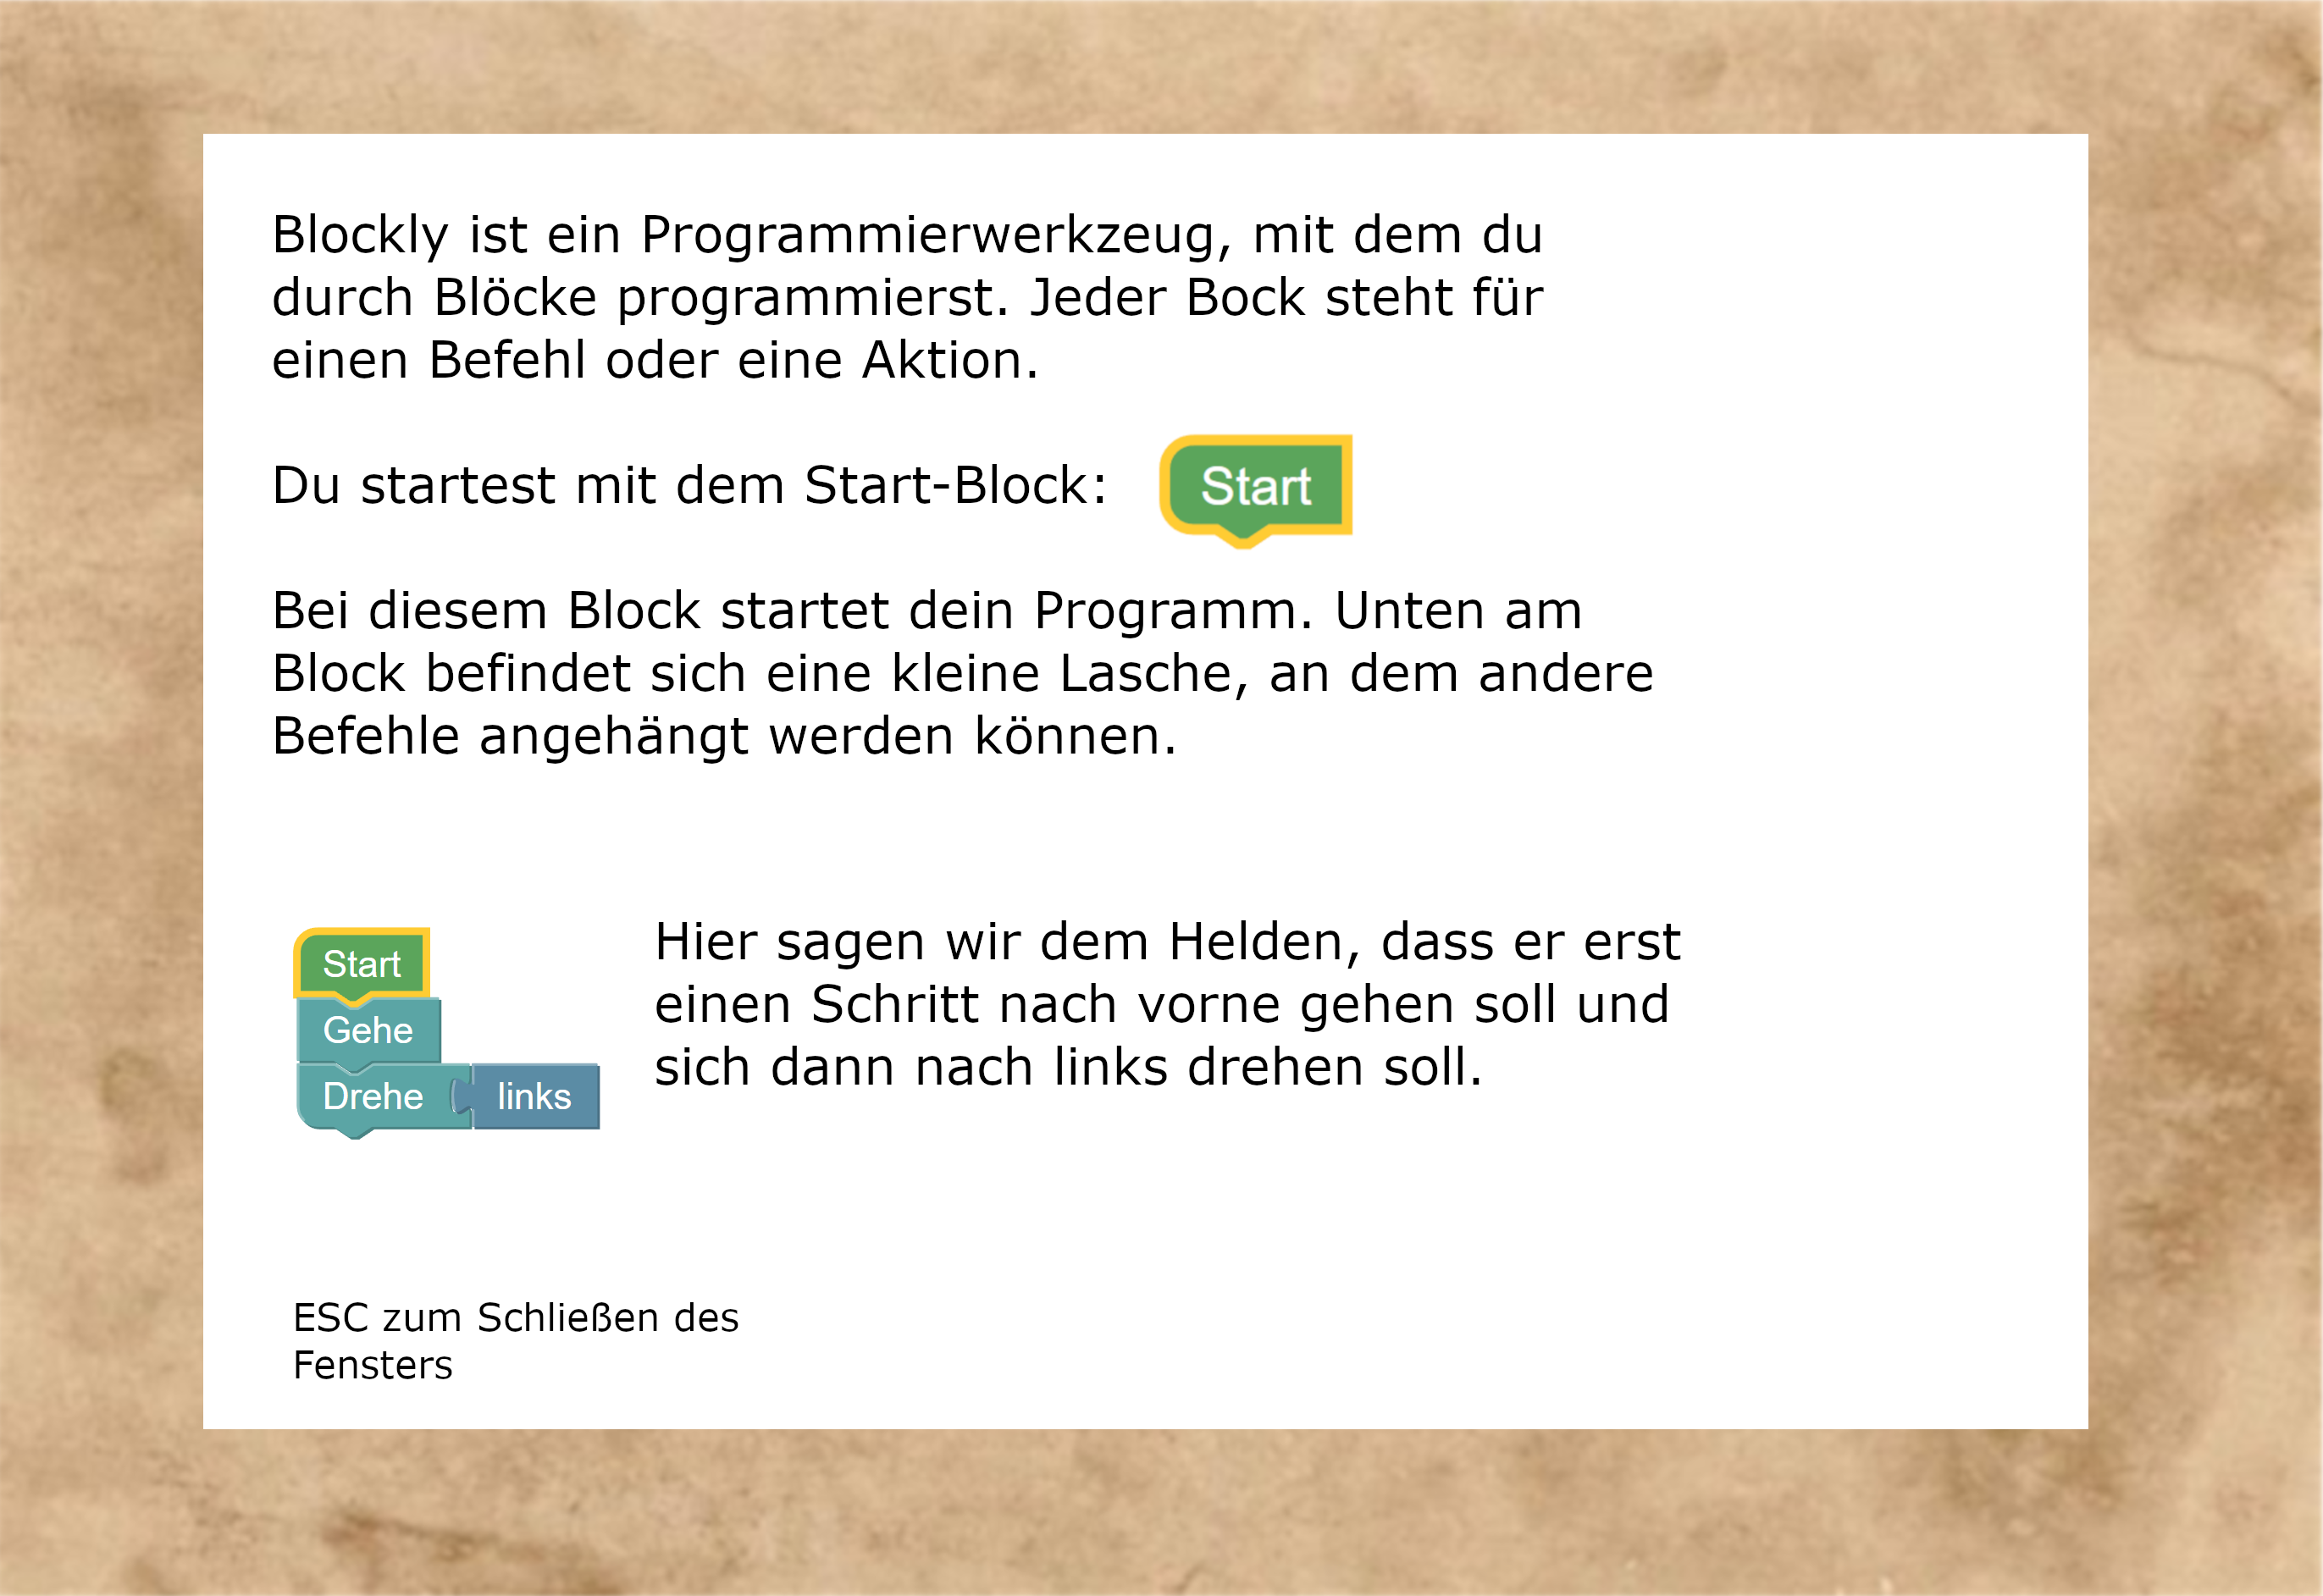 Blockly ist ein Programmierwerkzeug, mit dem du
durch Blöcke programmierst. Jeder Bock steht für
einen Befehl oder eine Aktion.
Du startest mit dem Start-Block:
Start
Bei diesem Block startet dein Programm. Unten am
Block befindet sich eine kleine Lasche, an dem andere
Befehle angehängt werden können.
Start
Gehe
Drehe links
Hier sagen wir dem Helden, dass er erst
einen Schritt nach vorne gehen soll und
sich dann nach links drehen soll.
ESC zum Schließen des
Fensters